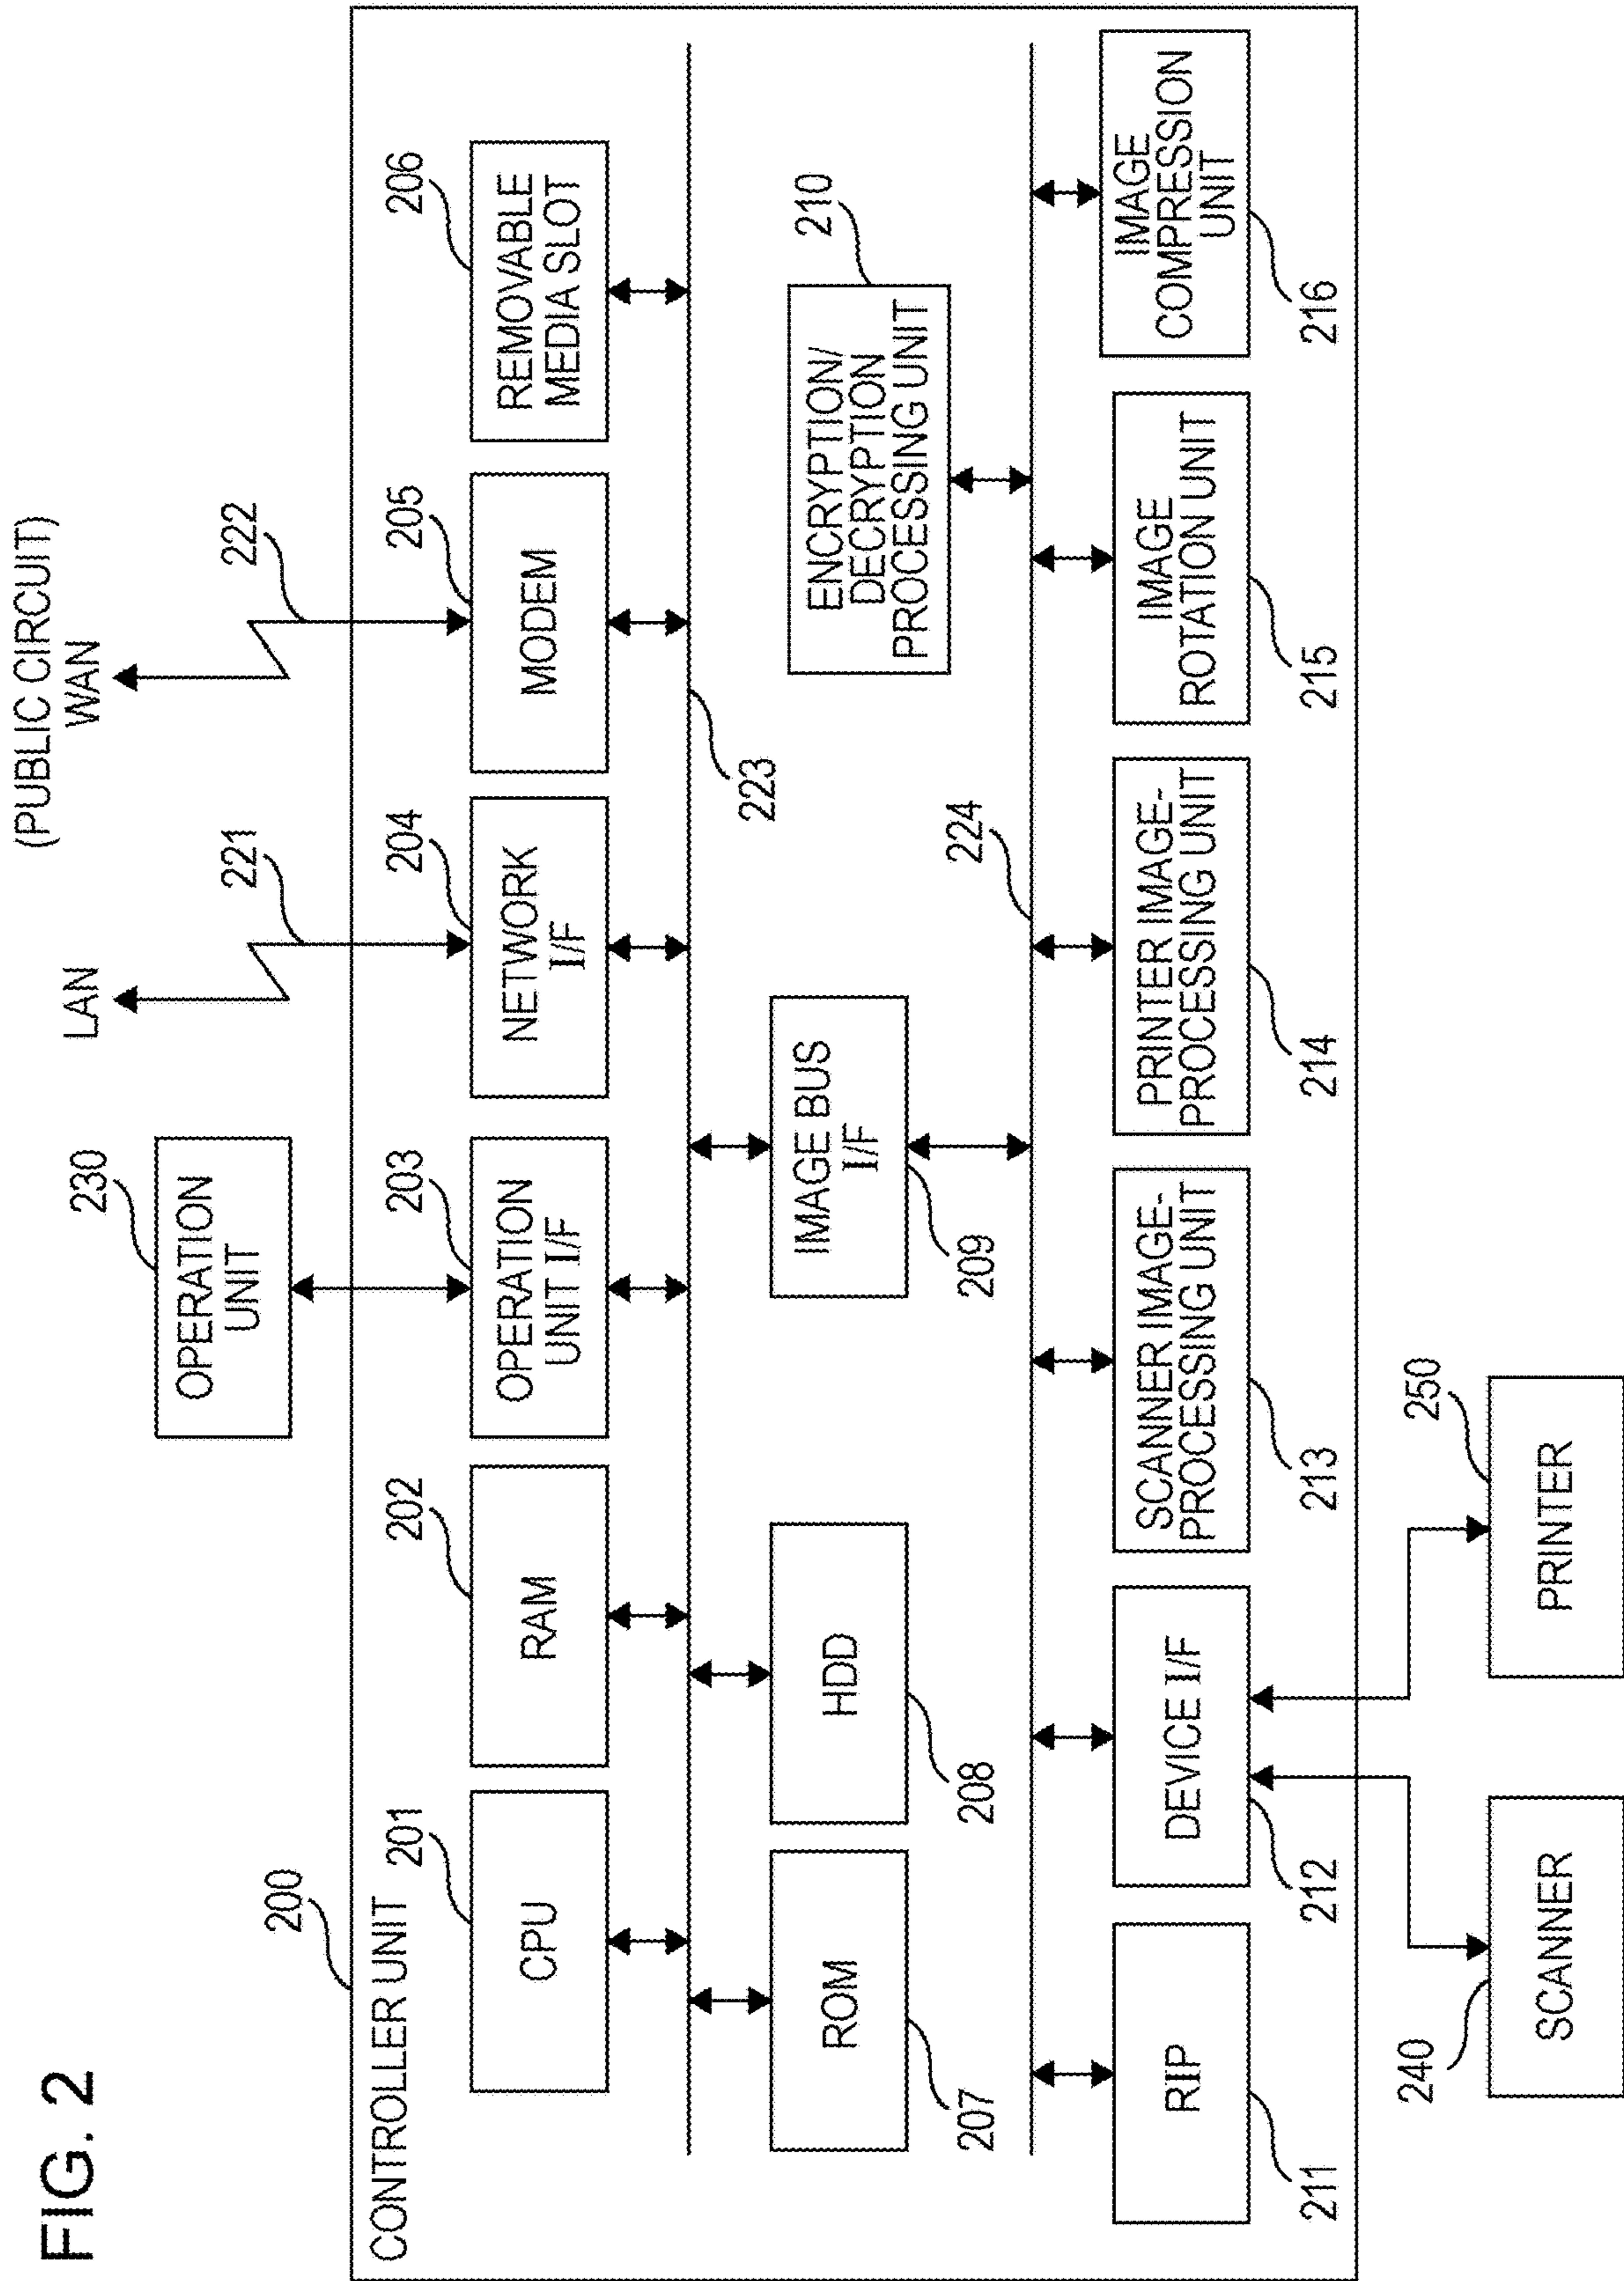 FIG. 2
(PUBLIC CIRCUIT)
LAN
WAN
230
OPERATION
UNIT
221
222
200
CONTROLLER UNIT
201
202
203
204
205
206
CPU
RAM
OPERATION
UNIT I/F
NETWORK
I/F
MODEM
REMOVABLE
MEDIA SLOT
223
ROM
HDD
IMAGE BUS
I/F
ENCRYPTION/
DECRYPTION
PROCESSING UNIT
210
207
208
209
224
RIP
DEVICE I/F
SCANNER IMAGE-
PROCESSING UNIT
PRINTER IMAGE-
PROCESSING UNIT
IMAGE
ROTATION UNIT
IMAGE
COMPRESSION
UNIT
211
212
213
214
215
216
240
250
SCANNER
PRINTER